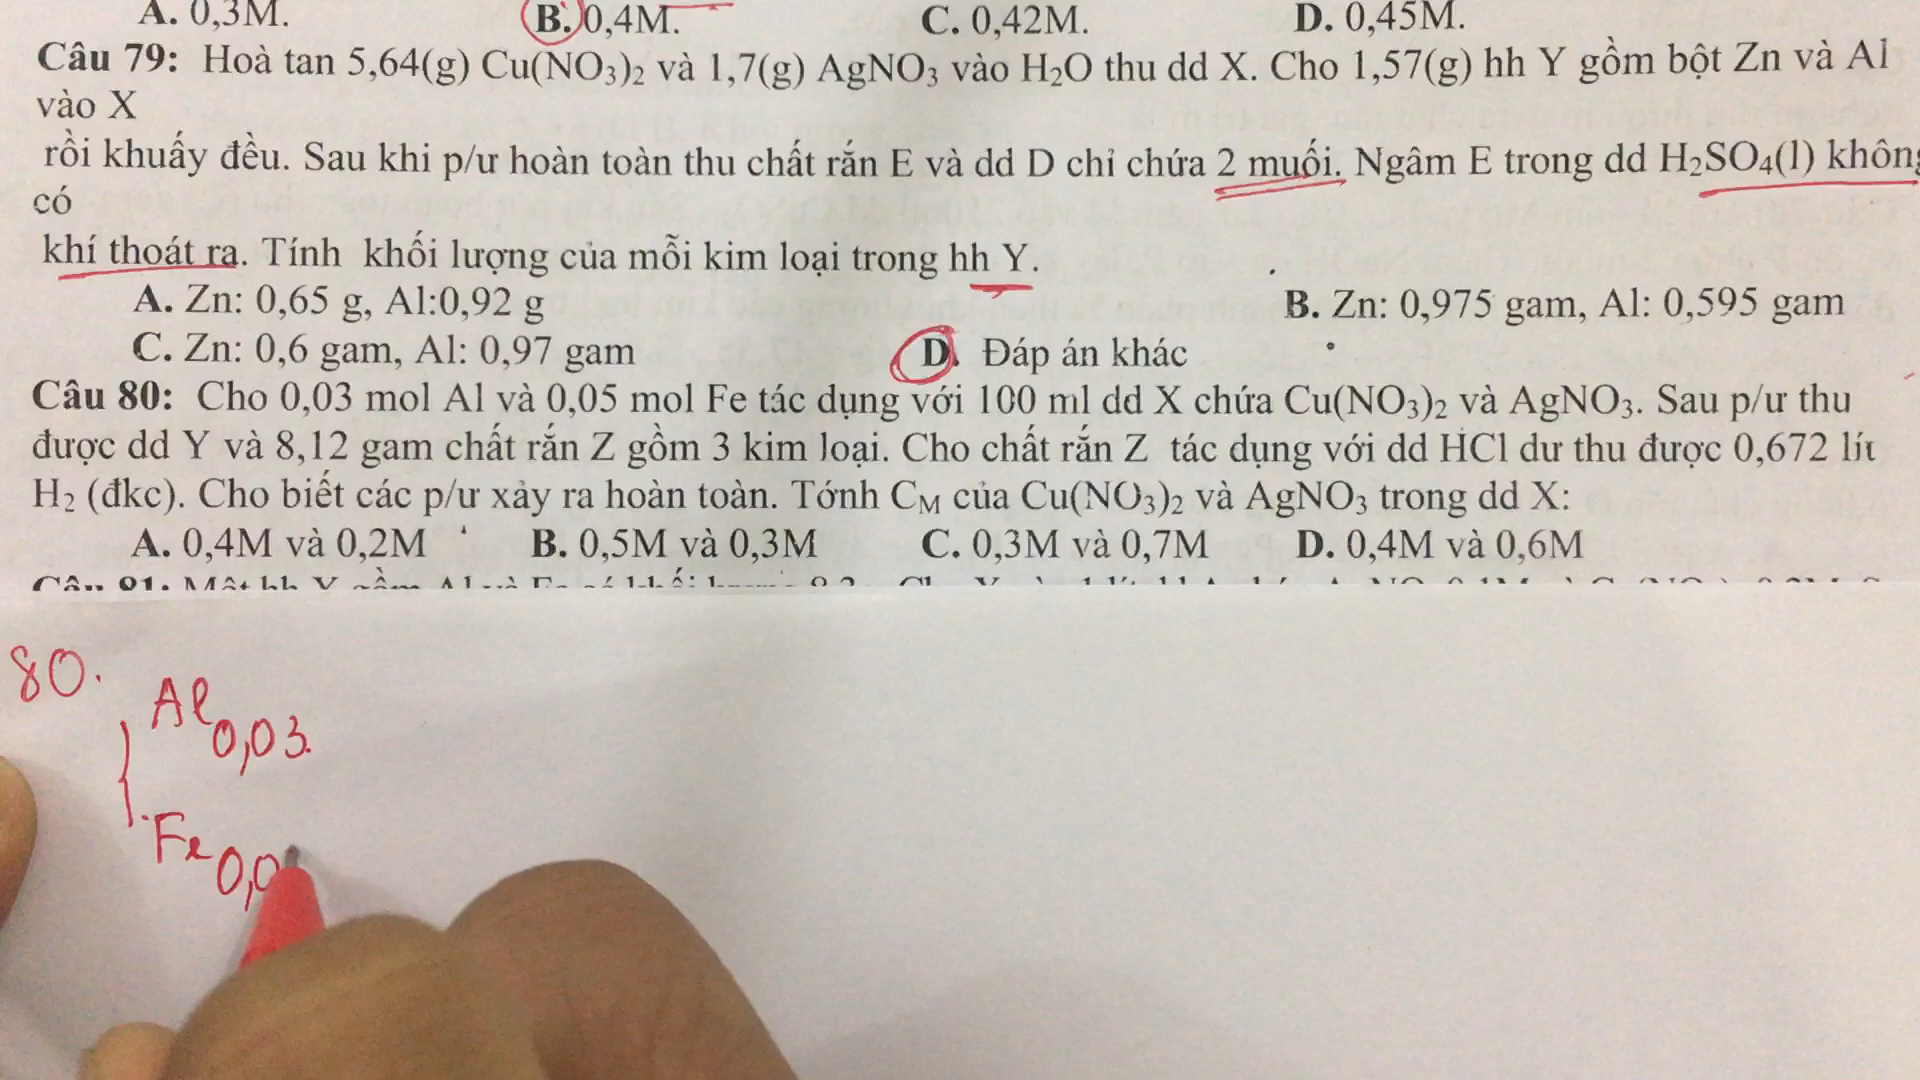 A. 0,3M. B. 0,4M. C. 0,42M. D. 0,45M.
Câu 79: Hoà tan 5,64(g) Cu(NO₃)₂ và 1,7(g) AgNO₃ vào H₂O thu dd X. Cho 1,57(g) hh Y gồm bột Zn và Al
vào X
rồi khuấy đều. Sau khi p/ư hoàn toàn thu chất rắn E và dd D chỉ chứa 2 muối. Ngâm E trong dd H₂SO₄(l) không
có
khí thoát ra. Tính khối lượng của mỗi kim loại trong hh Y.
A. Zn: 0,65 g, Al:0,92 g B. Zn: 0,975 gam, Al: 0,595 gam
C. Zn: 0,6 gam, Al: 0,97 gam D. Đáp án khác
Câu 80: Cho 0,03 mol Al và 0,05 mol Fe tác dụng với 100 ml dd X chứa Cu(NO₃)₂ và AgNO₃. Sau p/ư thu
được dd Y và 8,12 gam chất rắn Z gồm 3 kim loại. Cho chất rắn Z tác dụng với dd HCl dư thu được 0,672 lít
H₂ (đkc). Cho biết các p/ư xảy ra hoàn toàn. Tớnh C_M của Cu(NO₃)₂ và AgNO₃ trong dd X:
A. 0,4M và 0,2M B. 0,5M và 0,3M C. 0,3M và 0,7M D. 0,4M và 0,6M
80.
Al 0,03.
Fe 0,0